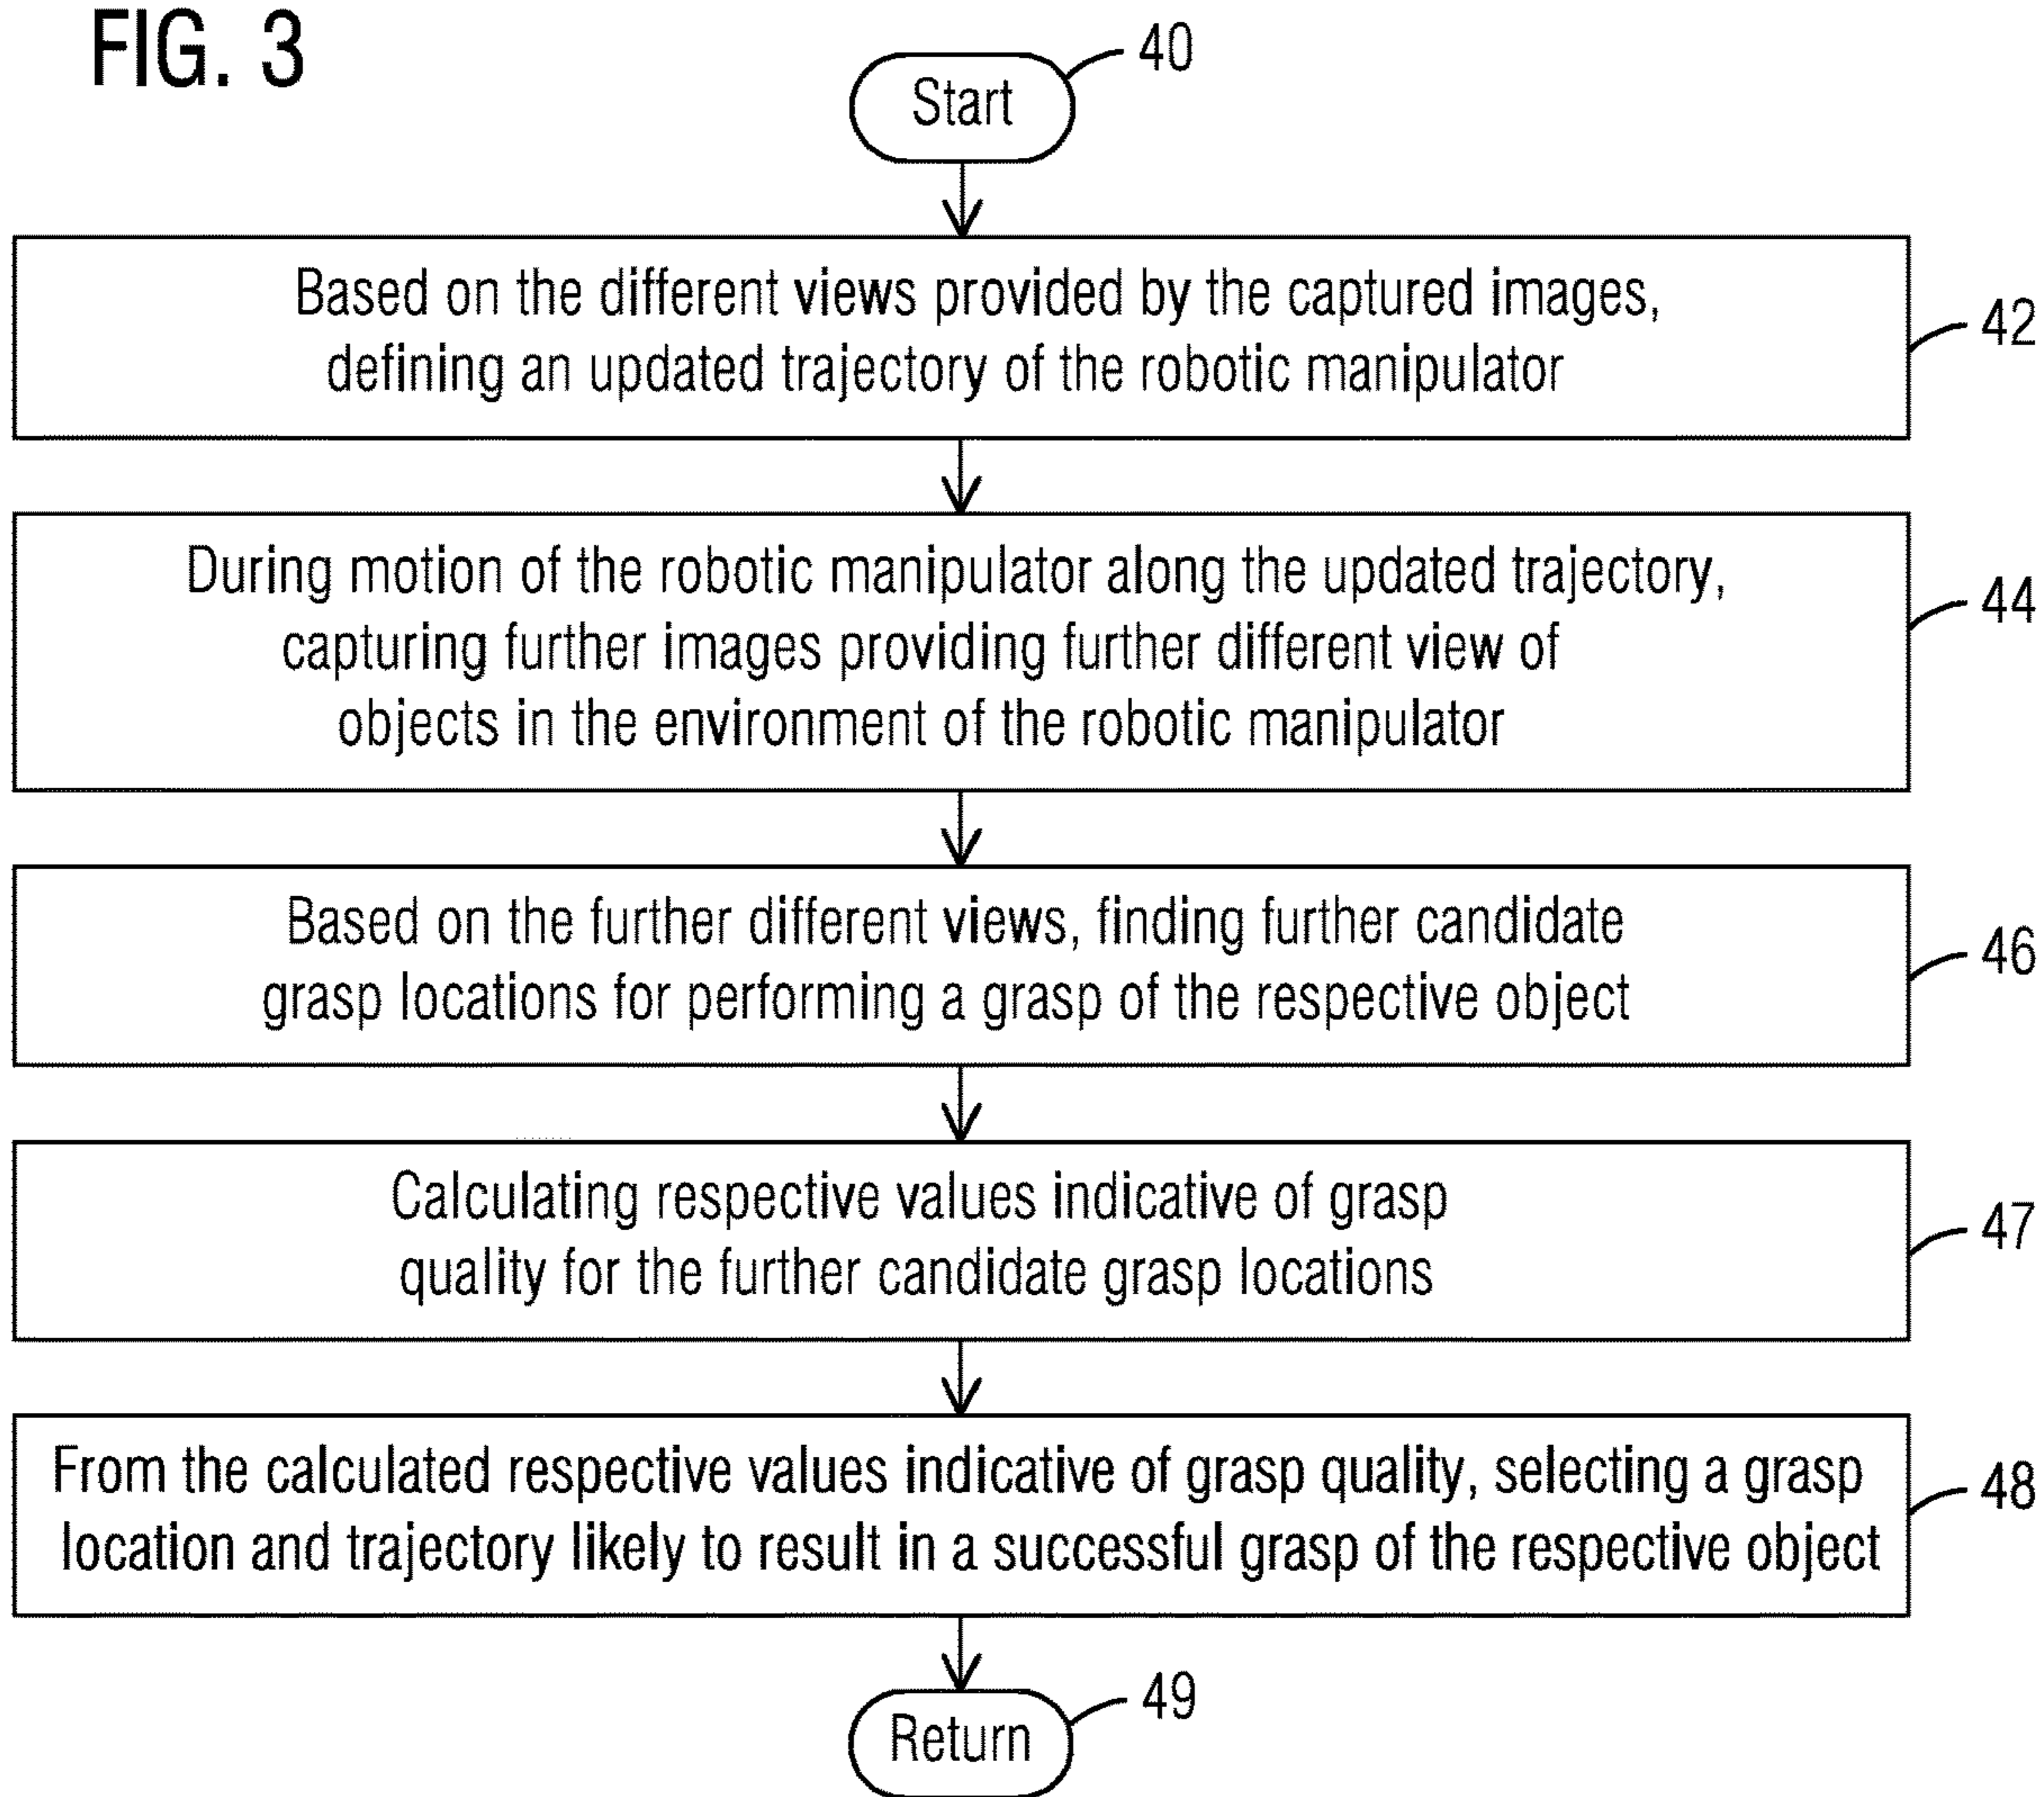 FIG. 3
40
Start
Based on the different views provided by the captured images,
defining an updated trajectory of the robotic manipulator
42
During motion of the robotic manipulator along the updated trajectory,
capturing further images providing further different view of
objects in the environment of the robotic manipulator
44
Based on the further different views, finding further candidate
grasp locations for performing a grasp of the respective object
46
Calculating respective values indicative of grasp
quality for the further candidate grasp locations
47
From the calculated respective values indicative of grasp quality, selecting a grasp
location and trajectory likely to result in a successful grasp of the respective object
48
49
Return